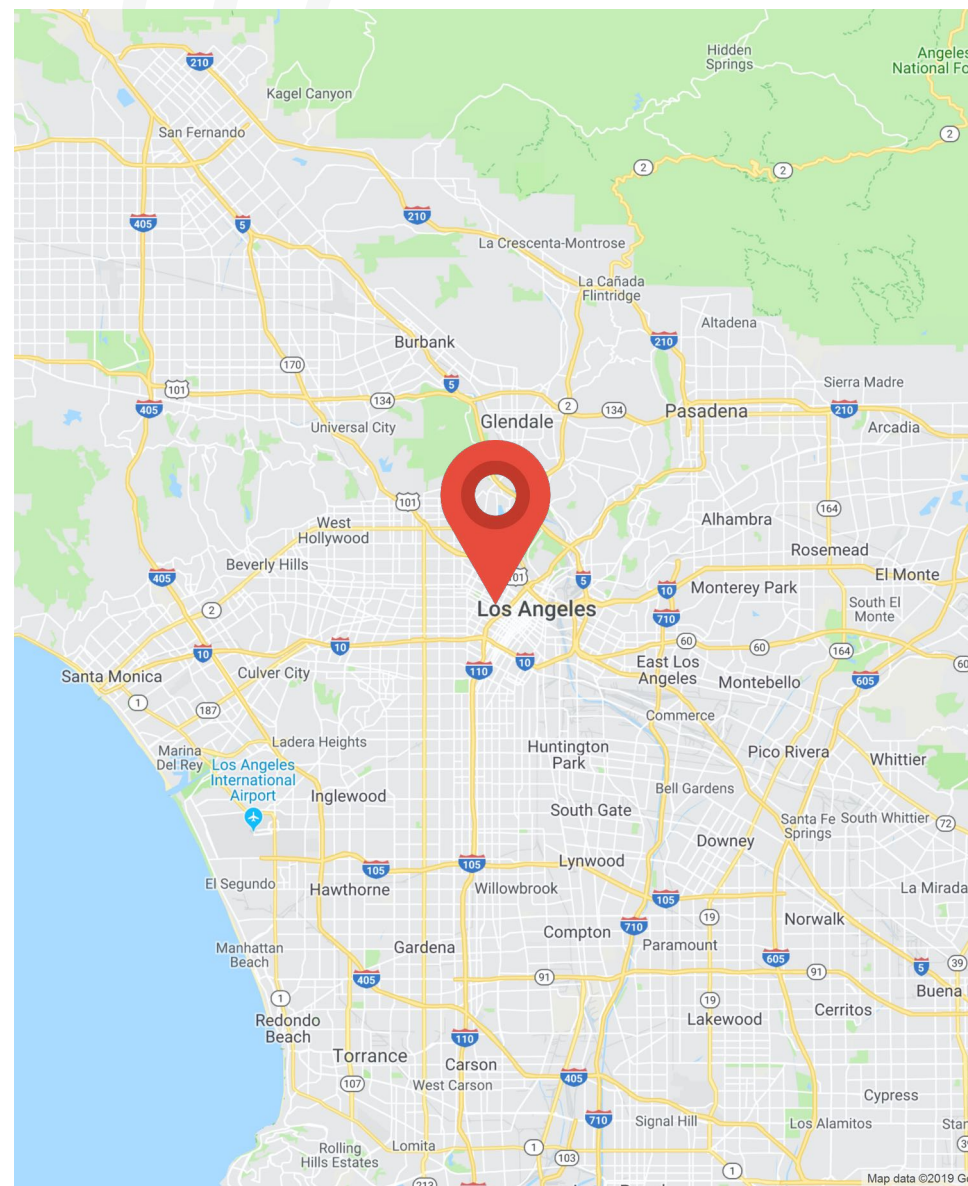 Hidden
Springs
Angeles
National Fo
210
Kagel Canyon
San Fernando
2
2
2
405
5
210
La Crescenta-Montrose
La Cañada
Flintridge
Altadena
Burbank
210
170
Sierra Madre
101
5
405
134
2
134
Pasadena
210
Glendale
Universal City
Arcadia
101
164
West
Hollywood
Alhambra
Rosemead
Beverly Hills
405
101
5
10
Monterey Park
El Monte
2
Los Angeles
710
South El
Monte
10
10
60
60
164
60
Santa Monica
Culver City
110
10
East Los
Angeles
Montebello
605
1
187
Commerce
Marina
Del Rey
Ladera Heights
Huntington
Park
Pico Rivera
Whittier
Los Angeles
International
Airport
Inglewood
Bell Gardens
South Gate
Santa Fe
Springs
South Whittier
72
Downey
105
105
Lynwood
El Segundo
Hawthorne
Willowbrook
105
La Mirada
19
Norwalk
Manhattan
Beach
Gardena
Compton
710
Paramount
605
5
39
405
91
91
Buena
1
19
Lakewood
Cerritos
Redondo
Beach
110
Torrance
Carson
107
West Carson
405
Cypress
710
Signal Hill
Los Alamitos
Stan
Rolling
Hills Estates
Lomita
1
103
1
39
213
Map data ©2019 Go